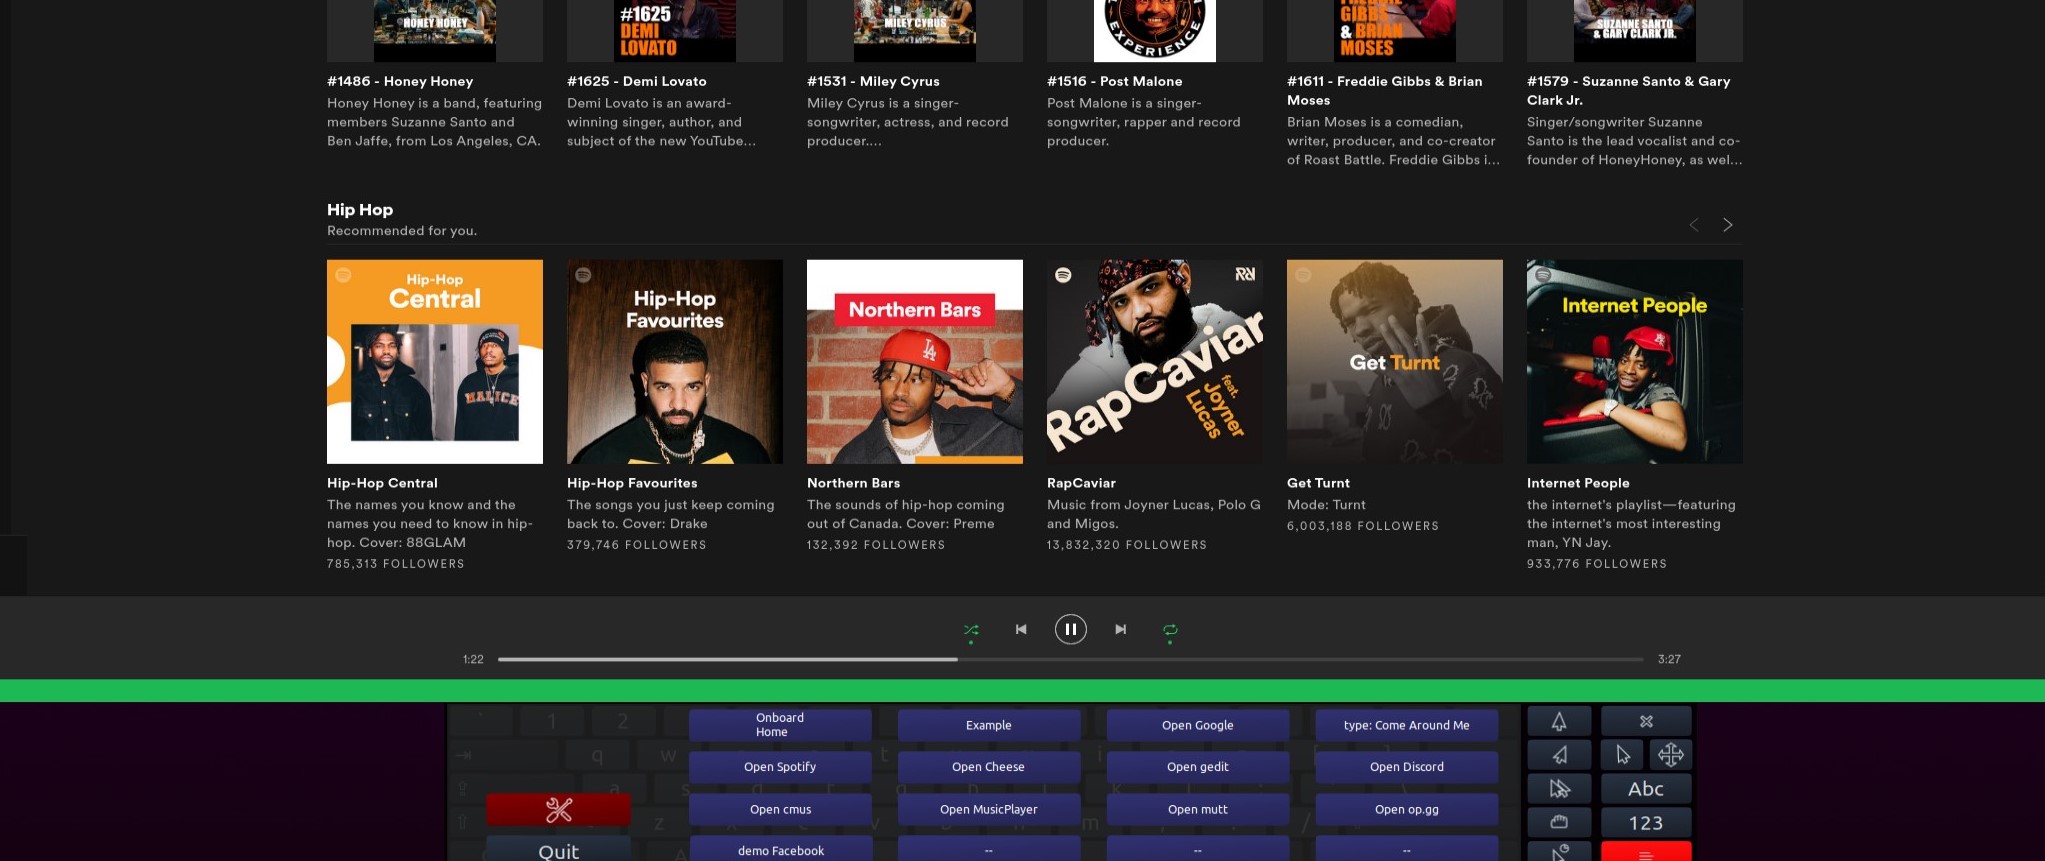 HONEY HONEY
#1625
DEMI
LOVATO
MILEY CYRUS
EXPERIENCE
FREDDIE
GIBBS
& BRIAN
MOSES
SUZANNE SANTO
& GARY CLARK JR.
#1486 - Honey Honey
Honey Honey is a band, featuring
members Suzanne Santo and
Ben Jaffe, from Los Angeles, CA.
#1625 - Demi Lovato
Demi Lovato is an award-
winning singer, author, and
subject of the new YouTube...
#1531 - Miley Cyrus
Miley Cyrus is a singer-
songwriter, actress, and record
producer....
#1516 - Post Malone
Post Malone is a singer-
songwriter, rapper and record
producer.
#1611 - Freddie Gibbs & Brian
Moses
Brian Moses is a comedian,
writer, producer, and co-creator
of Roast Battle. Freddie Gibbs i...
#1579 - Suzanne Santo & Gary
Clark Jr.
Singer/songwriter Suzanne
Santo is the lead vocalist and co-
founder of HoneyHoney, as wel...
Hip Hop
Recommended for you.
Hip-Hop
Central
MALICE
Hip-Hop
Favourites
Northern Bars
LA
RapCaviar
feat.
Joyner
Lucas
Get Turnt
Internet People
Hip-Hop Central
The names you know and the
names you need to know in hip-
hop. Cover: 88GLAM
785,313 FOLLOWERS
Hip-Hop Favourites
The songs you just keep coming
back to. Cover: Drake
379,746 FOLLOWERS
Northern Bars
The sounds of hip-hop coming
out of Canada. Cover: Preme
132,392 FOLLOWERS
RapCaviar
Music from Joyner Lucas, Polo G
and Migos.
13,832,320 FOLLOWERS
Get Turnt
Mode: Turnt
6,003,188 FOLLOWERS
Internet People
the internet's playlist—featuring
the internet's most interesting
man, YN Jay.
933,776 FOLLOWERS
1:22
3:27
Onboard
Home
Example
Open Google
type: Come Around Me
Open Spotify
Open Cheese
Open gedit
Open Discord
Open cmus
Open MusicPlayer
Open mutt
Open op.gg
Quit
demo Facebook
--
--
--
Abc
123
1
2
q
w
t
i
a
s
z
v
m
/